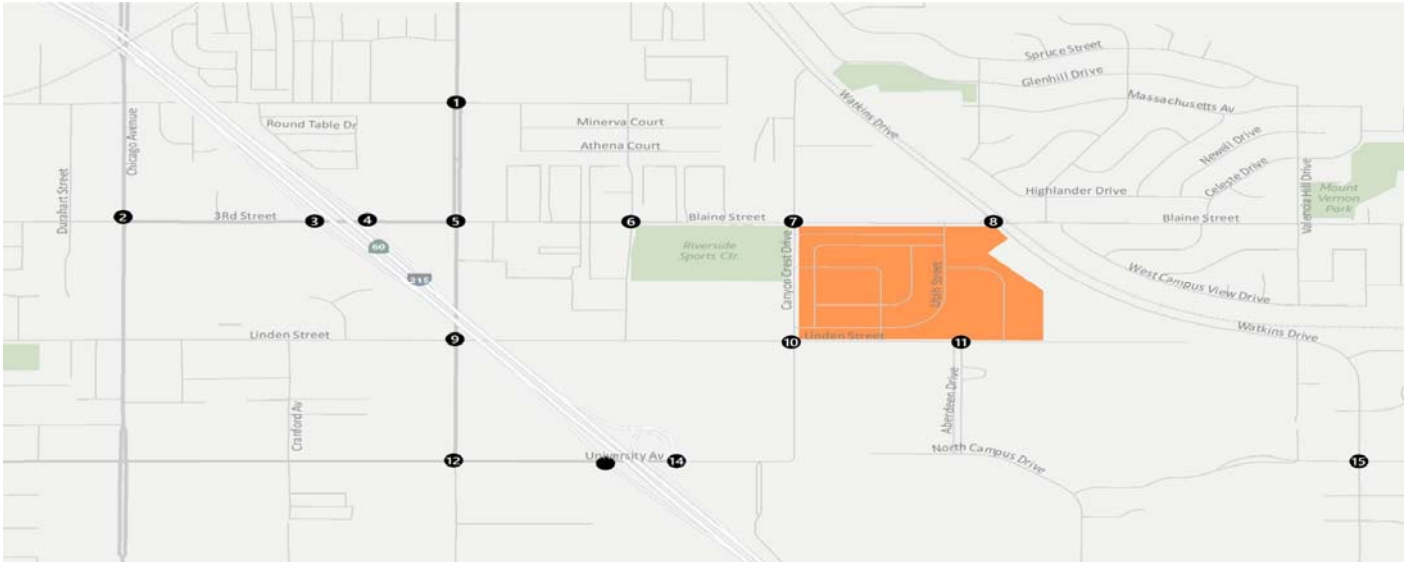 Spruce Street
Glenhill Drive
Massachusetts Av
Watkins Drive
1
Round Table Dr
Minerva Court
Athena Court
Chicago Avenue
Durahart Street
Newell Drive
Celeste Drive
Highlander Drive
Valencia Hill Drive
Mount
Vernon
Park
2
3Rd Street
3
4
5
6
Blaine Street
7
8
Blaine Street
60
215
Riverside
Sports Ctr.
Canyon Crest Drive
Utah Street
West Campus View Drive
Watkins Drive
Linden Street
9
10
Linden Street
11
Cranford Av
Aberdeen Drive
North Campus Drive
12
University Av
14
15